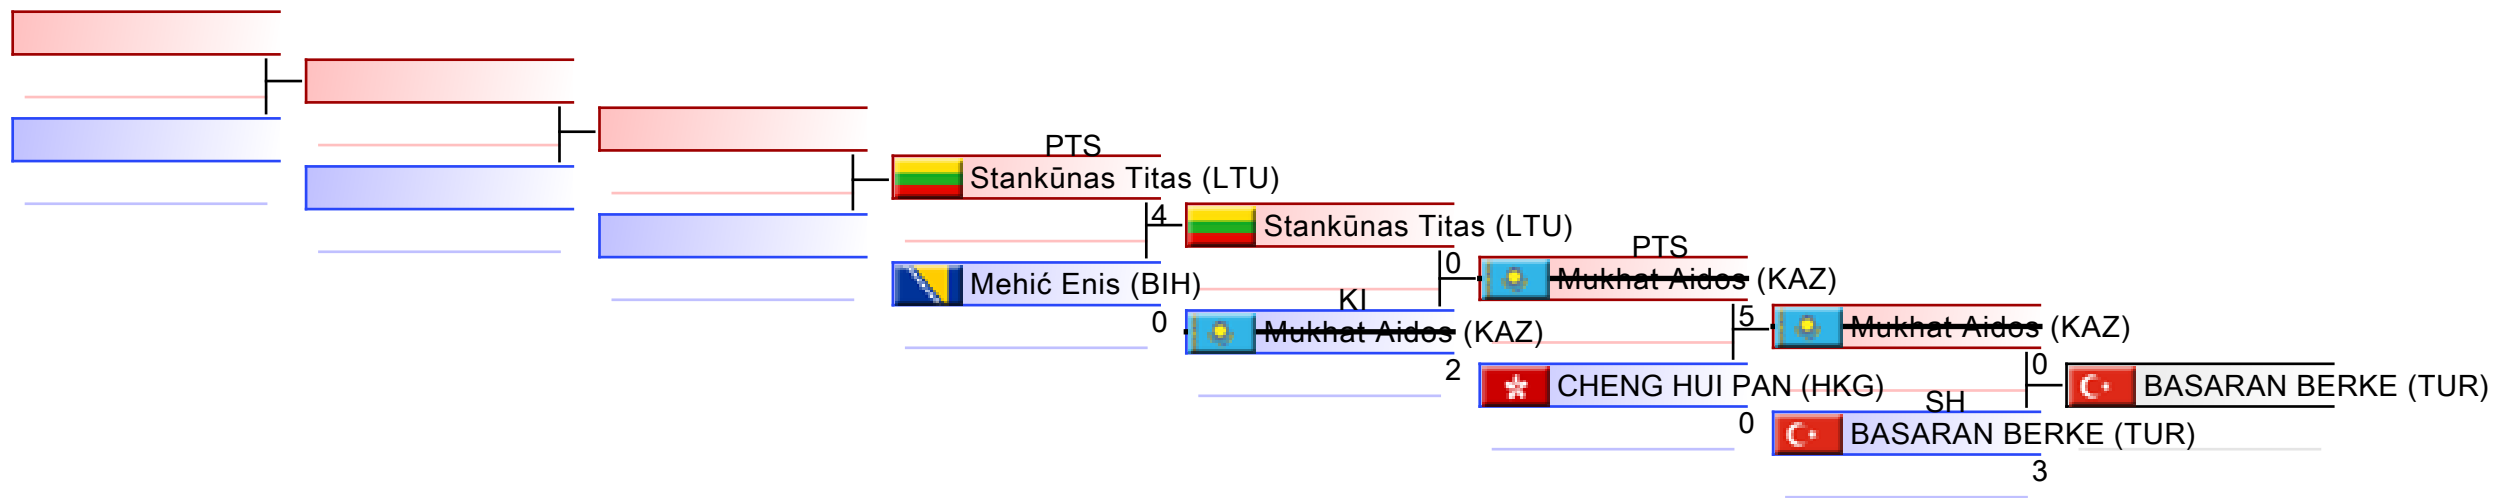 PTS
Stankūnas Titas (LTU)
4
Mehić Enis (BIH)
0
Stankūnas Titas (LTU)
0
KI
Mukhat Aidos (KAZ)
2
PTS
Mukhat Aidos (KAZ)
5
CHENG HUI PAN (HKG)
0
Mukhat Aidos (KAZ)
0
SH
BASARAN BERKE (TUR)
3
BASARAN BERKE (TUR)